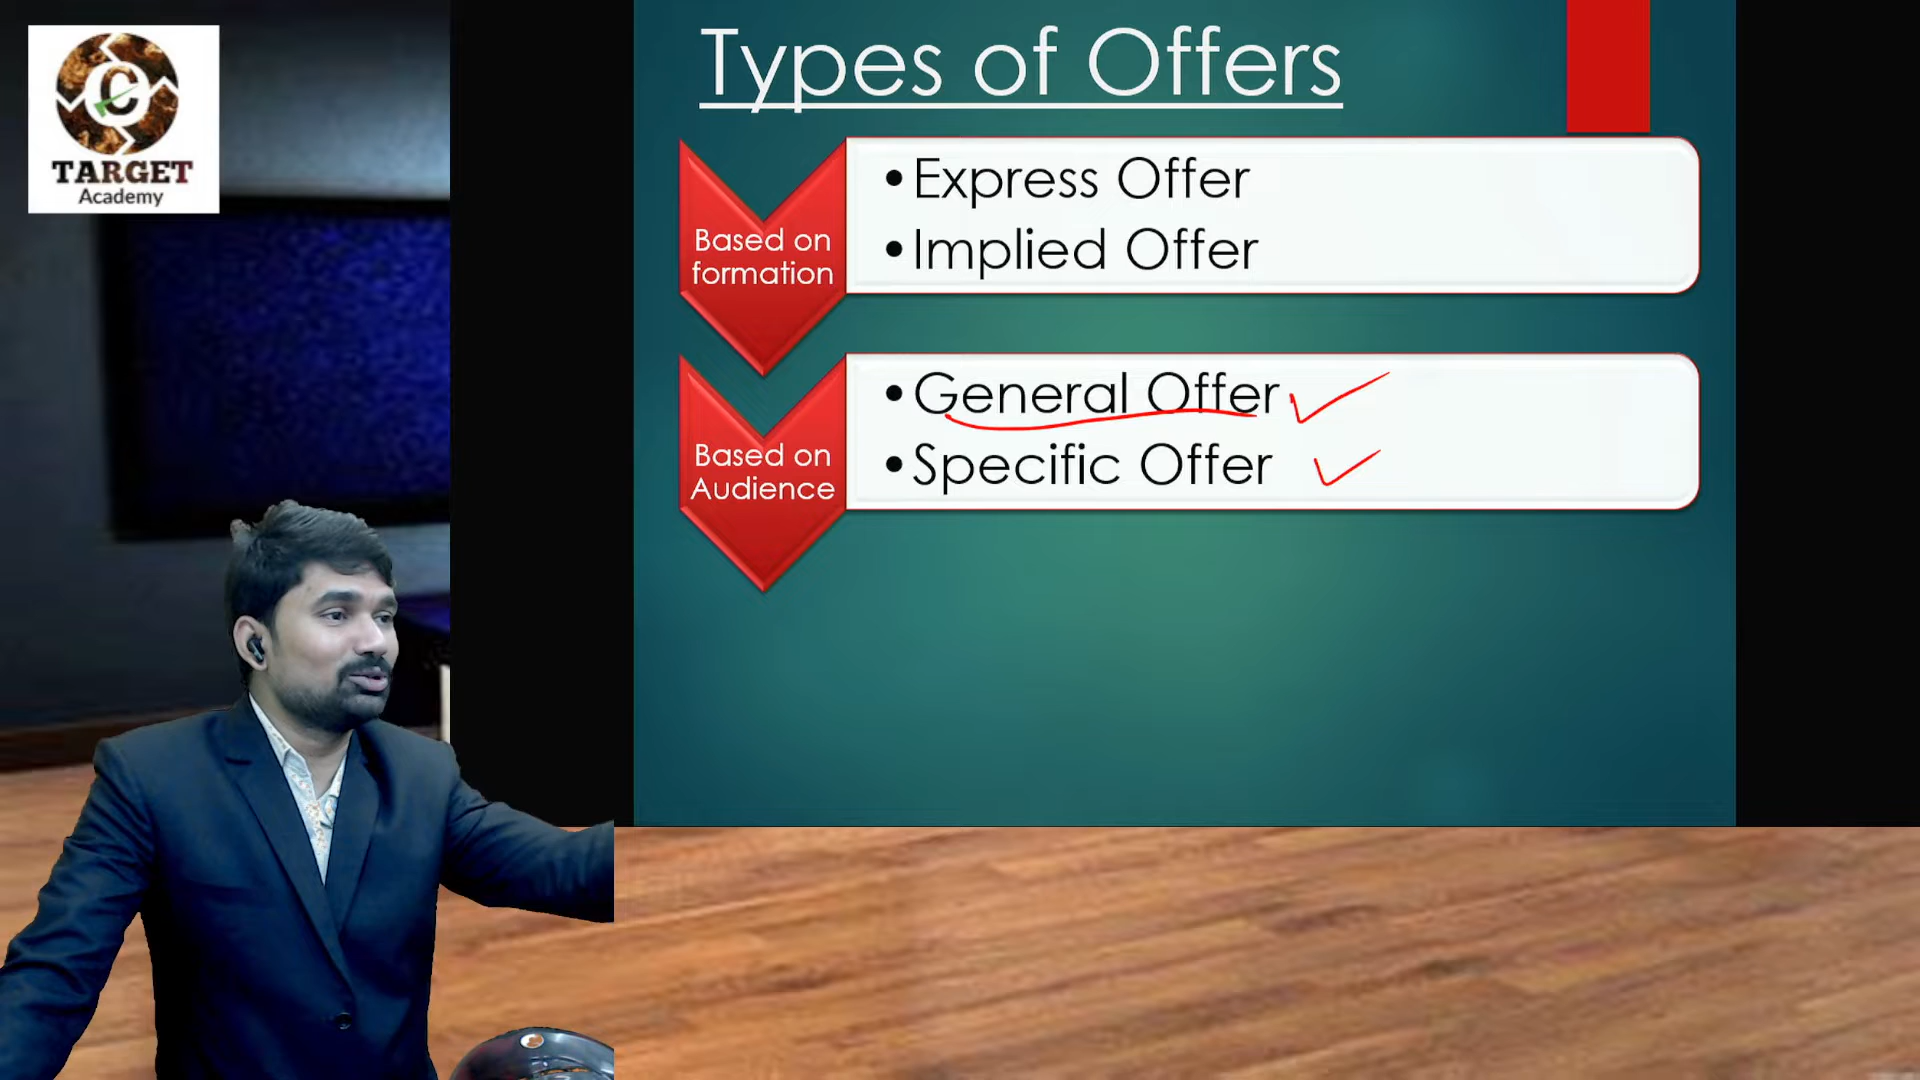 TARGET
Academy
Types of Offers
Based on
formation
•Express Offer
•Implied Offer
Based on
Audience
•General Offer
•Specific Offer